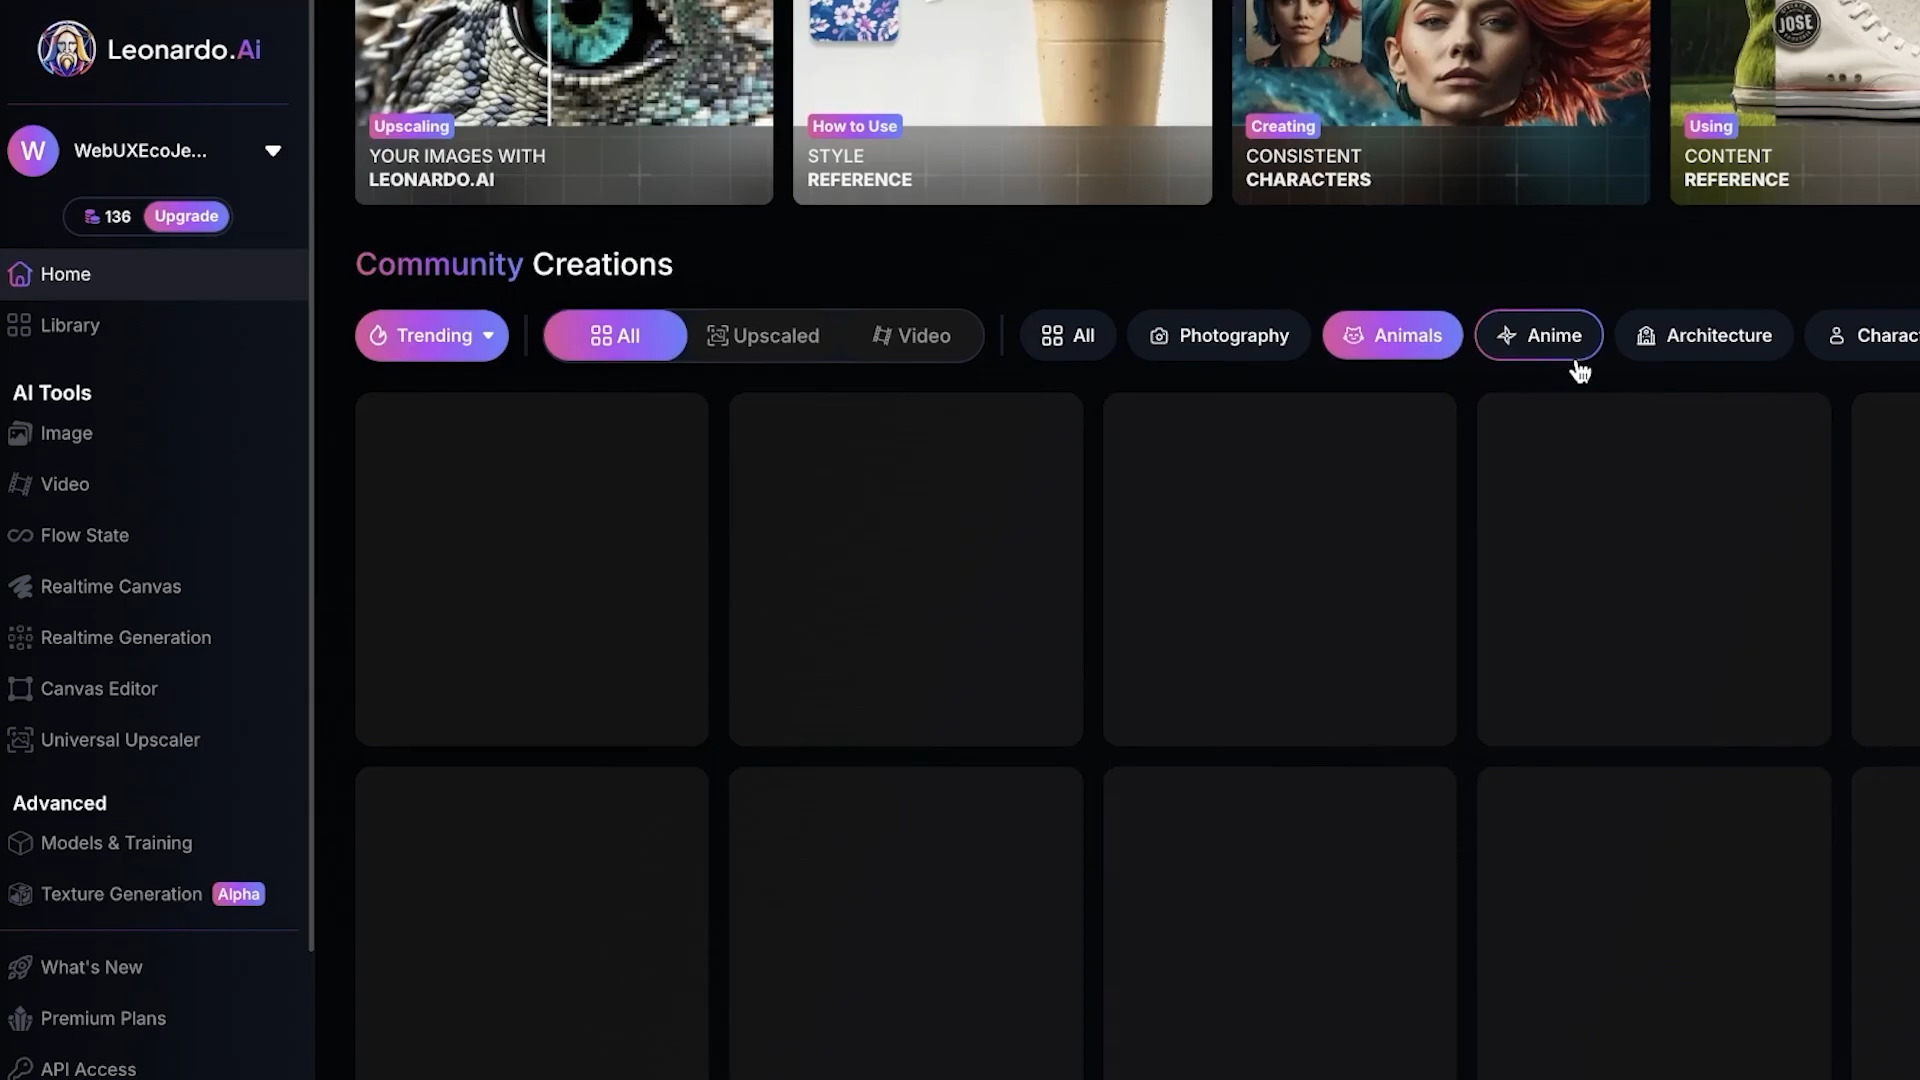 Leonardo.Ai
W
WebUXEcoJe...
136
Upgrade
Home
Library
AI Tools
Image
Video
Flow State
Realtime Canvas
Realtime Generation
Canvas Editor
Universal Upscaler
Advanced
Models & Training
Texture Generation Alpha
What's New
Premium Plans
API Access
Upscaling
YOUR IMAGES WITH
LEONARDO.AI
How to Use
STYLE
REFERENCE
Creating
CONSISTENT
CHARACTERS
JOSE
Using
CONTENT
REFERENCE
Community Creations
Trending
All
Upscaled
Video
All
Photography
Animals
Anime
Architecture
Charac